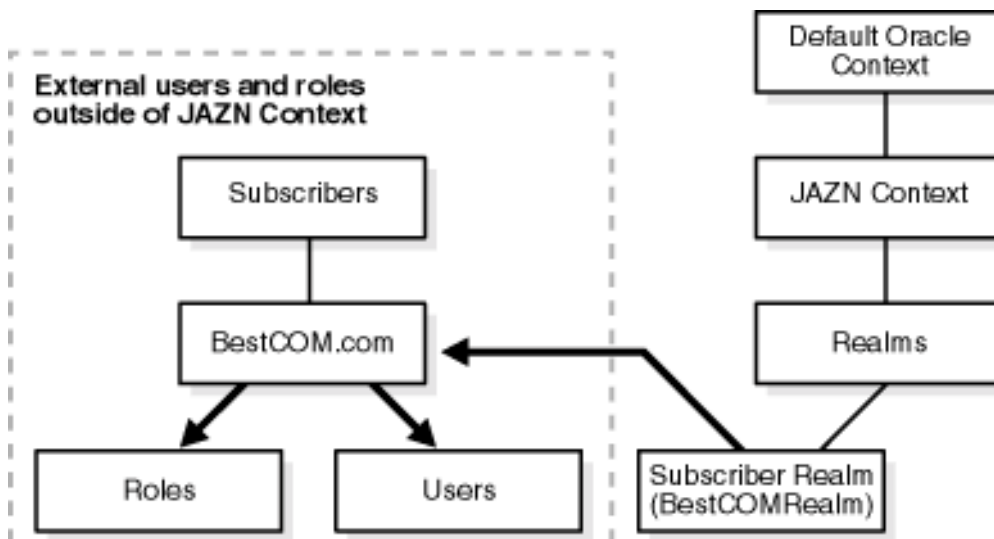 Default Oracle
Context
External users and roles
outside of JAZN Context
Subscribers
JAZN Context
BestCOM.com
Realms
Roles
Users
Subscriber Realm
(BestCOMRealm)